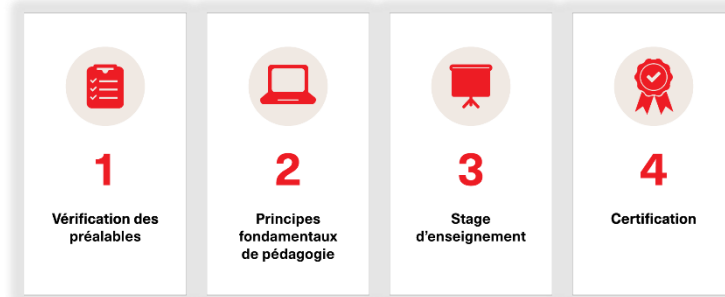 1
Vérification des
préalables
2
Principes
fondamentaux
de pédagogie
3
Stage
d'enseignement
4
Certification